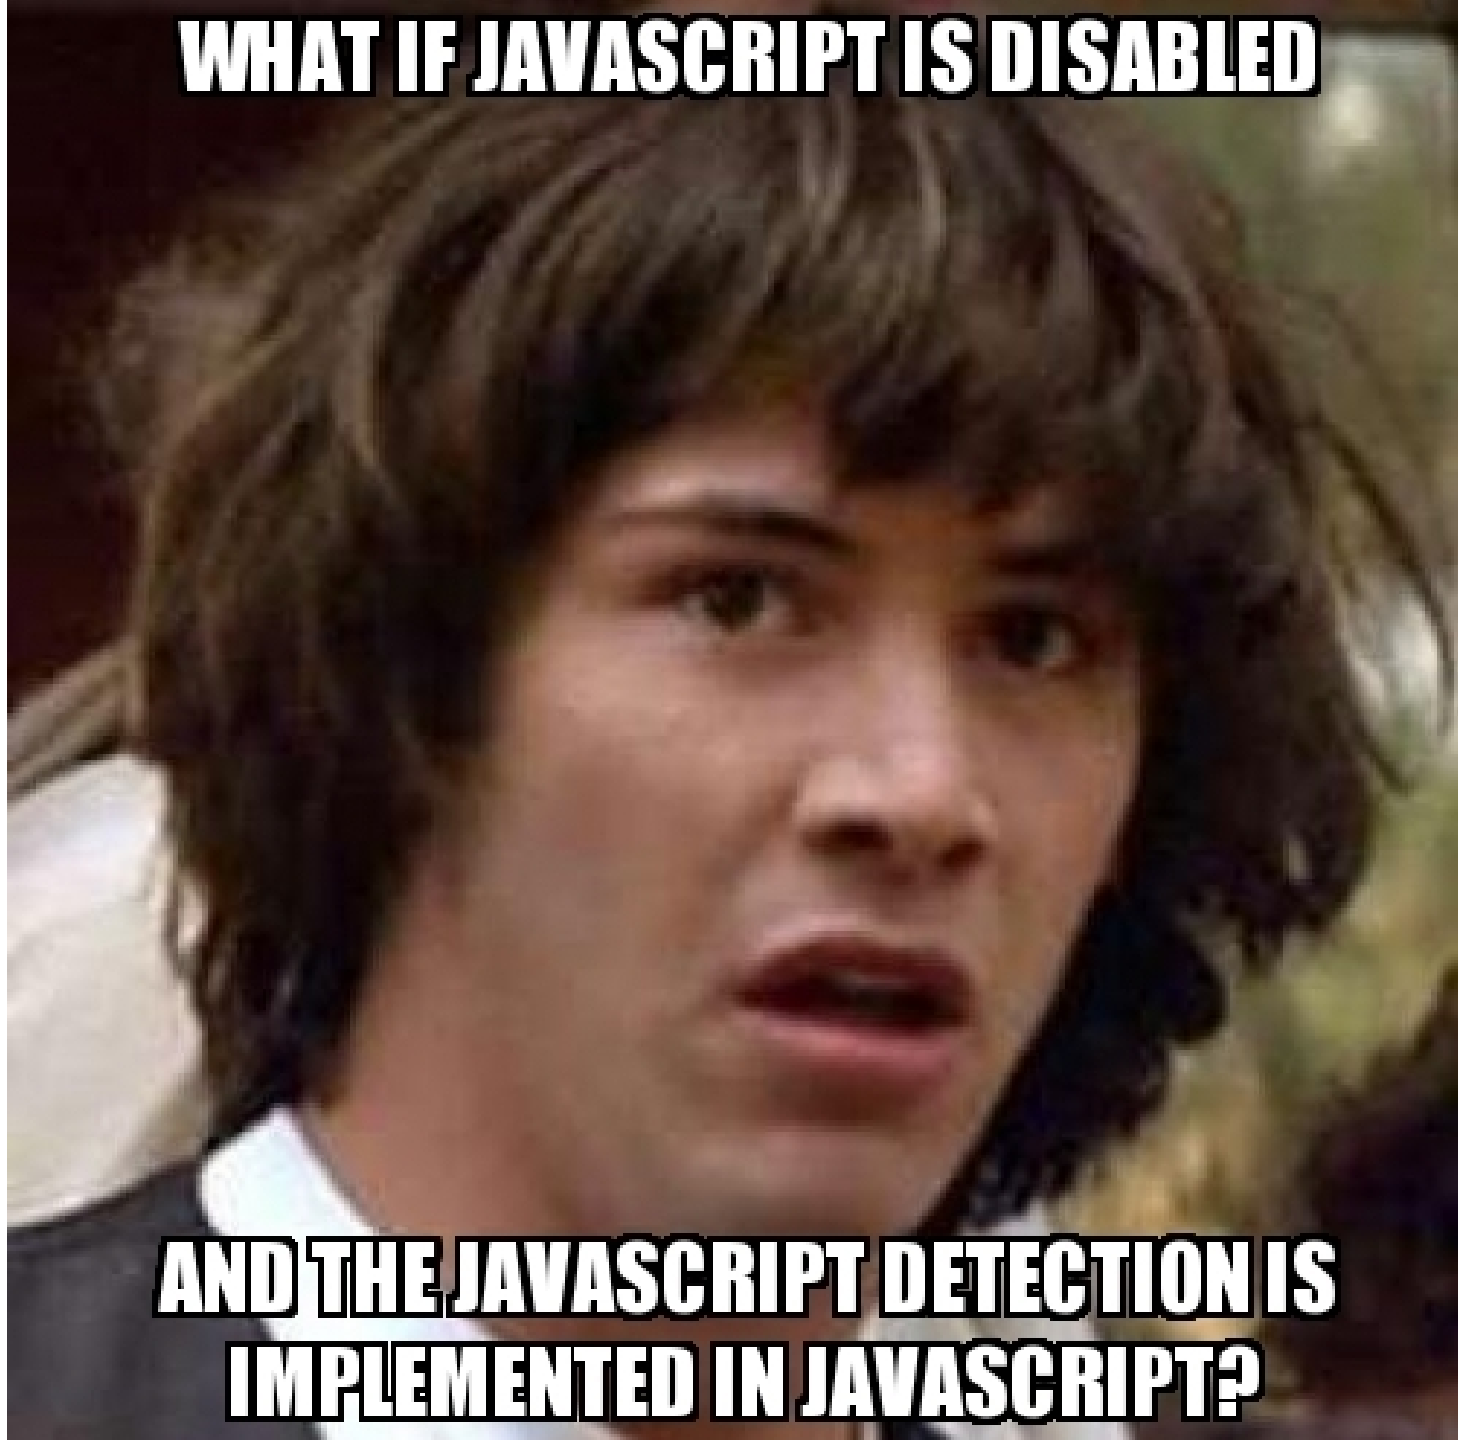 WHAT IF JAVASCRIPT IS DISABLED
AND THE JAVASCRIPT DETECTION IS
IMPLEMENTED IN JAVASCRIPT?